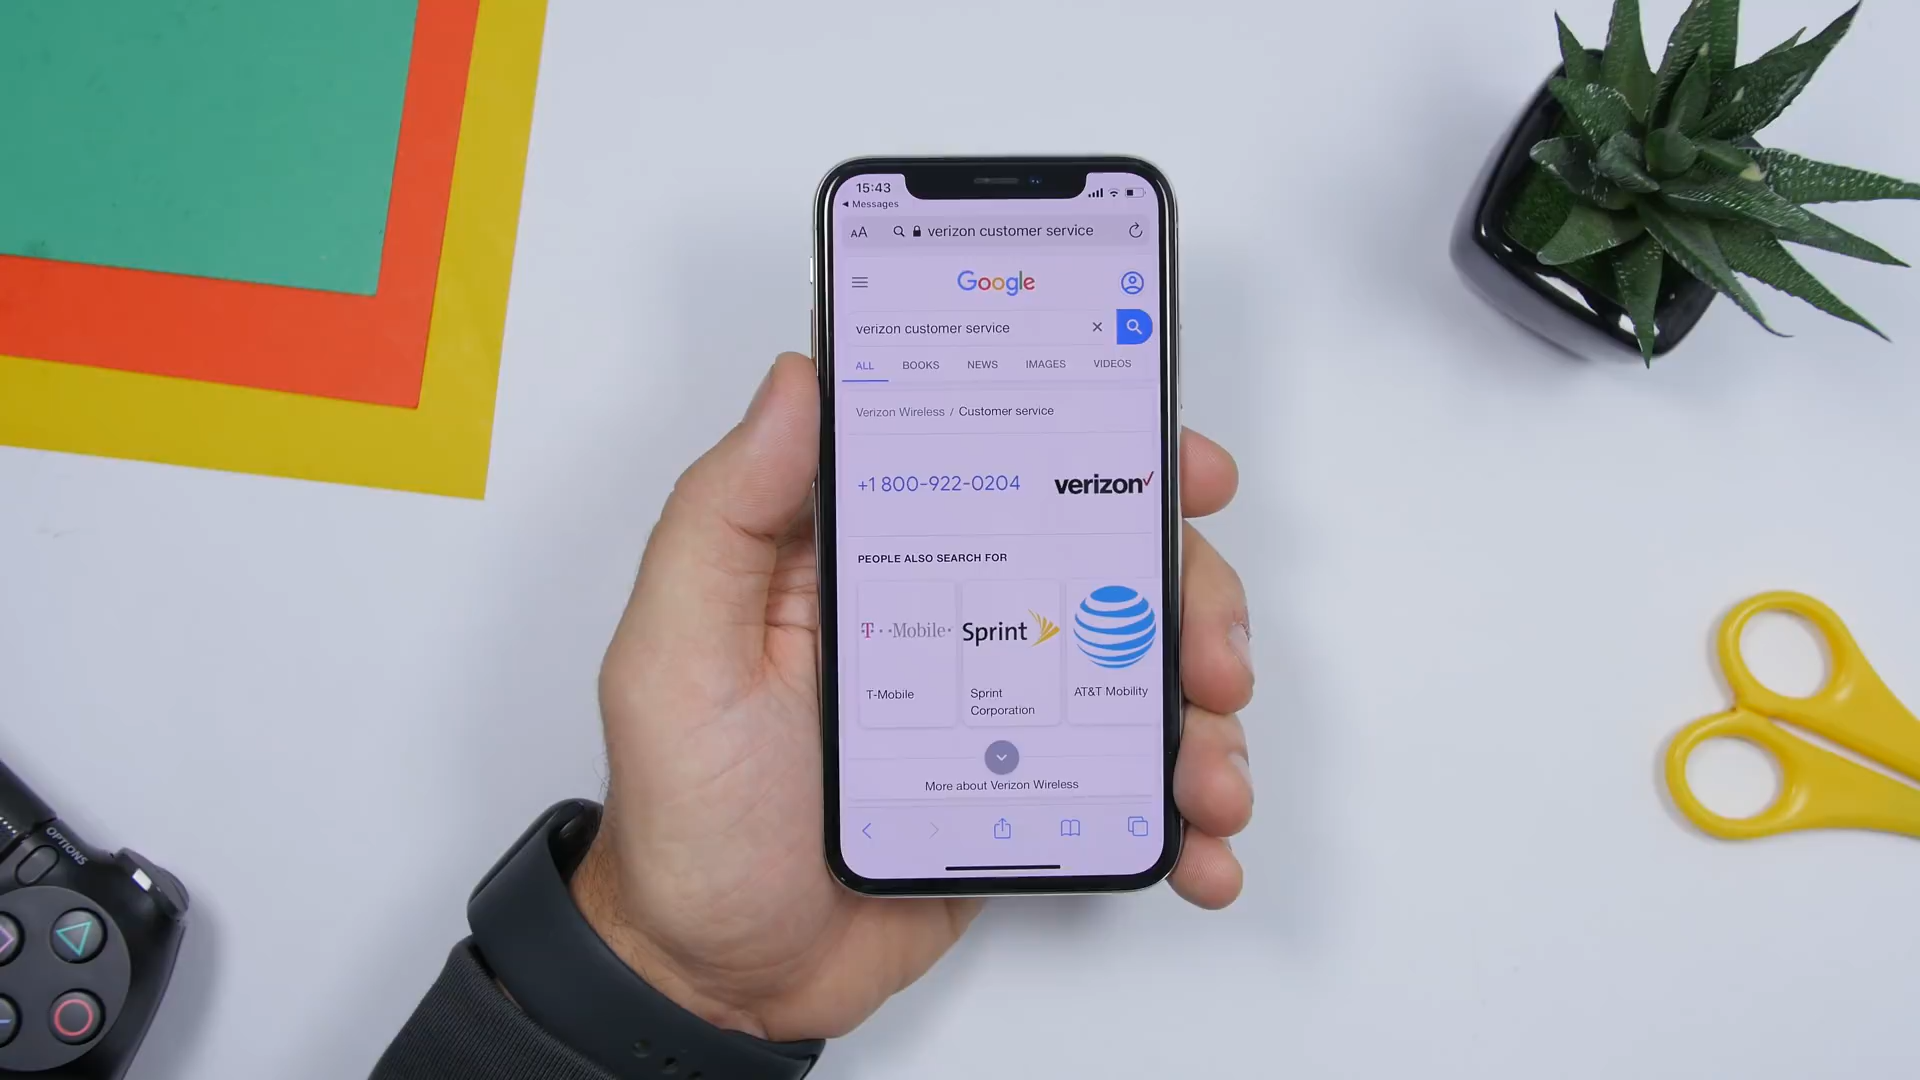 15:43
◀ Messages
AA verizon customer service
Google
verizon customer service
ALL BOOKS NEWS IMAGES VIDEOS
Verizon Wireless / Customer service
+1 800-922-0204 verizon✓
PEOPLE ALSO SEARCH FOR
T··Mobile· Sprint
T-Mobile Sprint Corporation AT&T Mobility
More about Verizon Wireless
OPTIONS